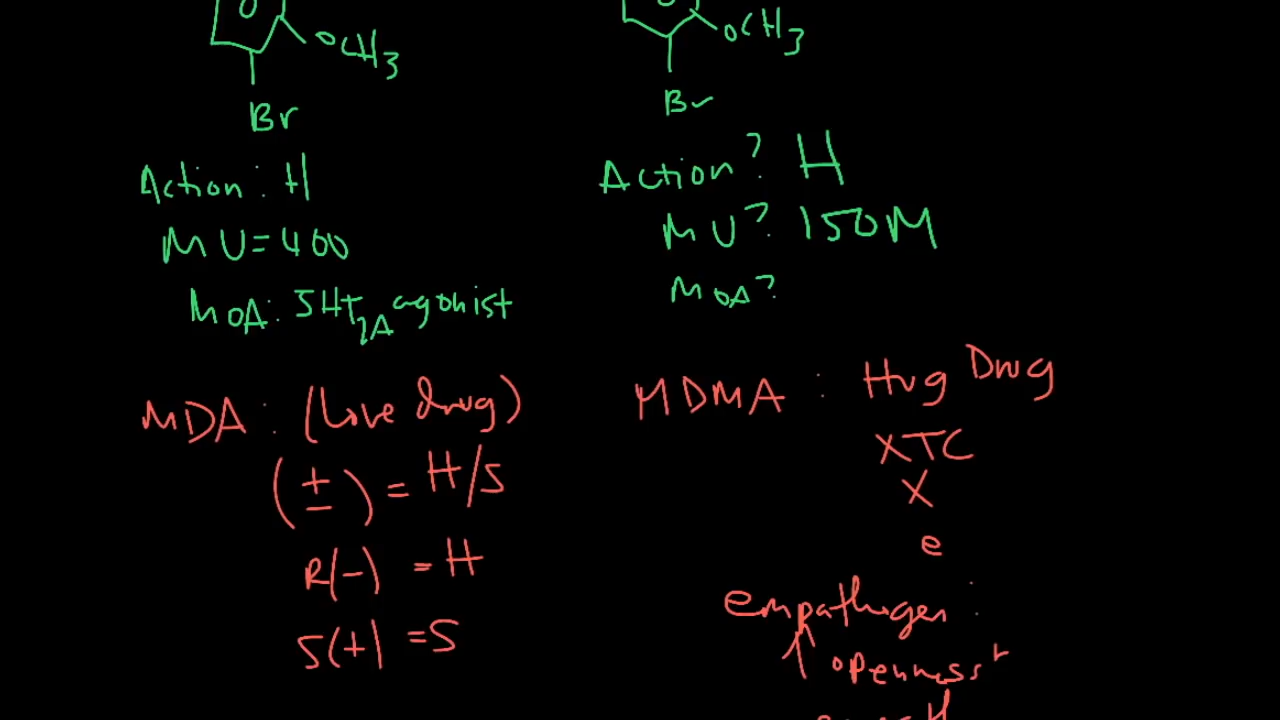 OCH3
Br
Action: H
MU = 400
MOA: 5HT2A agonist
OCH3
Br
Action? H
MU? 150M
MOA?
MDA: (Love drug)
(±) = H/S
R(-) = H
S(+) = S
MDMA: Hug Drug
XTC
X
e
empathogen:
↑ openness +